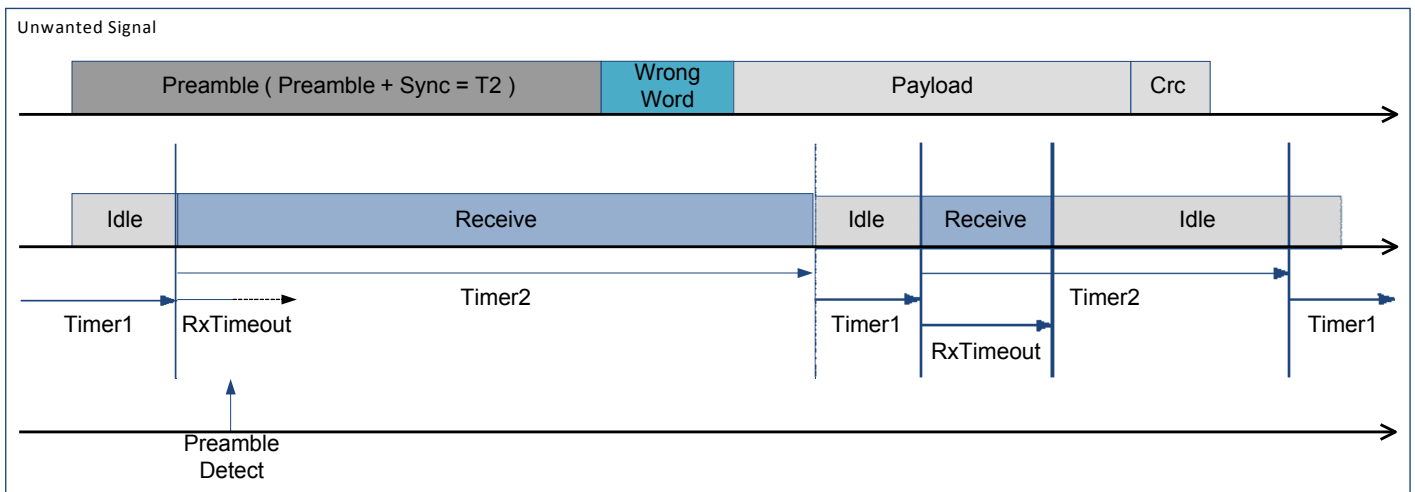 Unwanted Signal
Preamble ( Preamble + Sync = T2 )
Wrong
Word
Payload
Crc
Idle
Receive
Idle
Receive
Idle
Timer2
Timer2
Timer1
RxTimeout
Timer1
Timer1
RxTimeout
Preamble
Detect